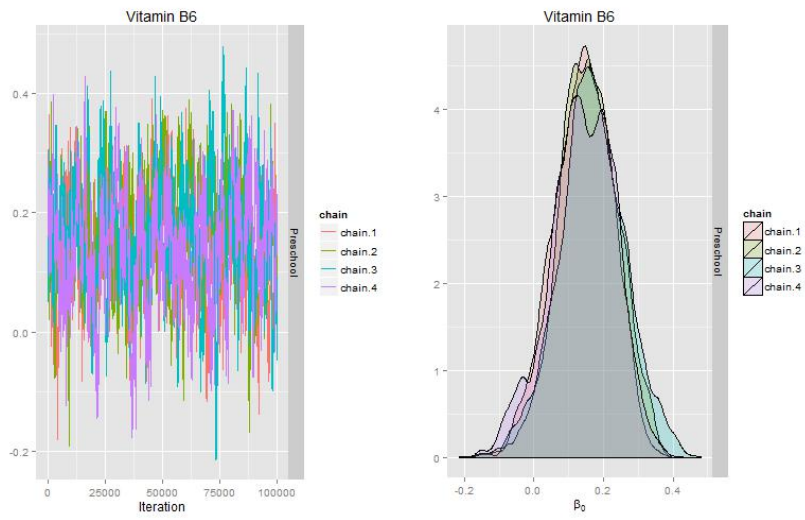 Vitamin B6
0.4
0.2
0.0
-0.2
0
25000
50000
75000
100000
Iteration
Preschool
chain
chain.1
chain.2
chain.3
chain.4
Vitamin B6
4
3
2
1
0
-0.2
0.0
0.2
0.4
β₀
Preschool
chain
chain.1
chain.2
chain.3
chain.4